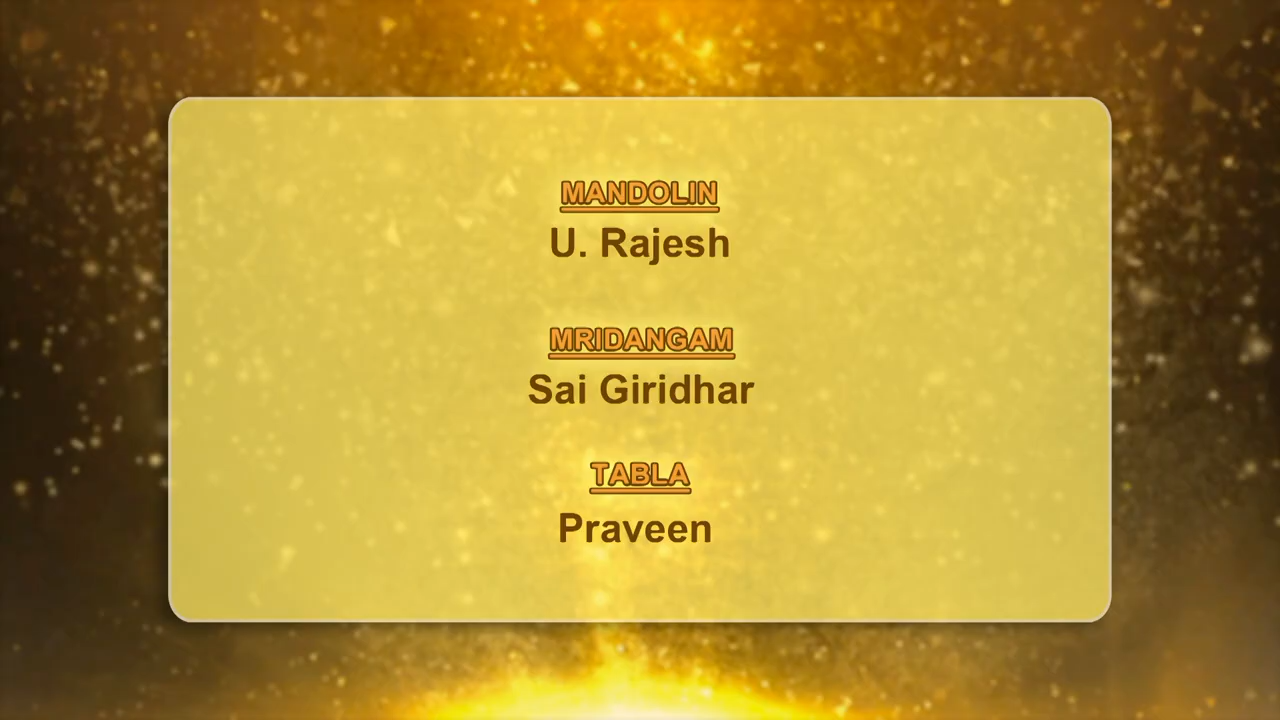 MANDOLIN
U. Rajesh
MRIDANGAM
Sai Giridhar
TABLA
Praveen